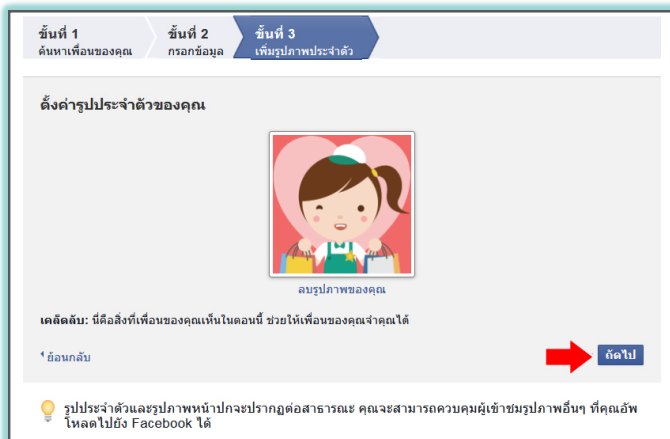 ขั้นที่ 1
ค้นหาเพื่อนของคุณ
ขั้นที่ 2
กรอกข้อมูล
ขั้นที่ 3
เพิ่มรูปภาพประจำตัว
ตั้งค่ารูปประจำตัวของคุณ
ลบรูปภาพของคุณ
เคล็ดลับ: นี่คือสิ่งที่เพื่อนของคุณเห็นในตอนนี้ ช่วยให้เพื่อนของคุณจำคุณได้
ย้อนกลับ
ถัดไป
รูปประจำตัวและรูปภาพหน้าปกจะปรากฏต่อสาธารณะ คุณจะสามารถควบคุมผู้เข้าชมรูปภาพอื่นๆ ที่คุณอัพ
โหลดไปยัง Facebook ได้